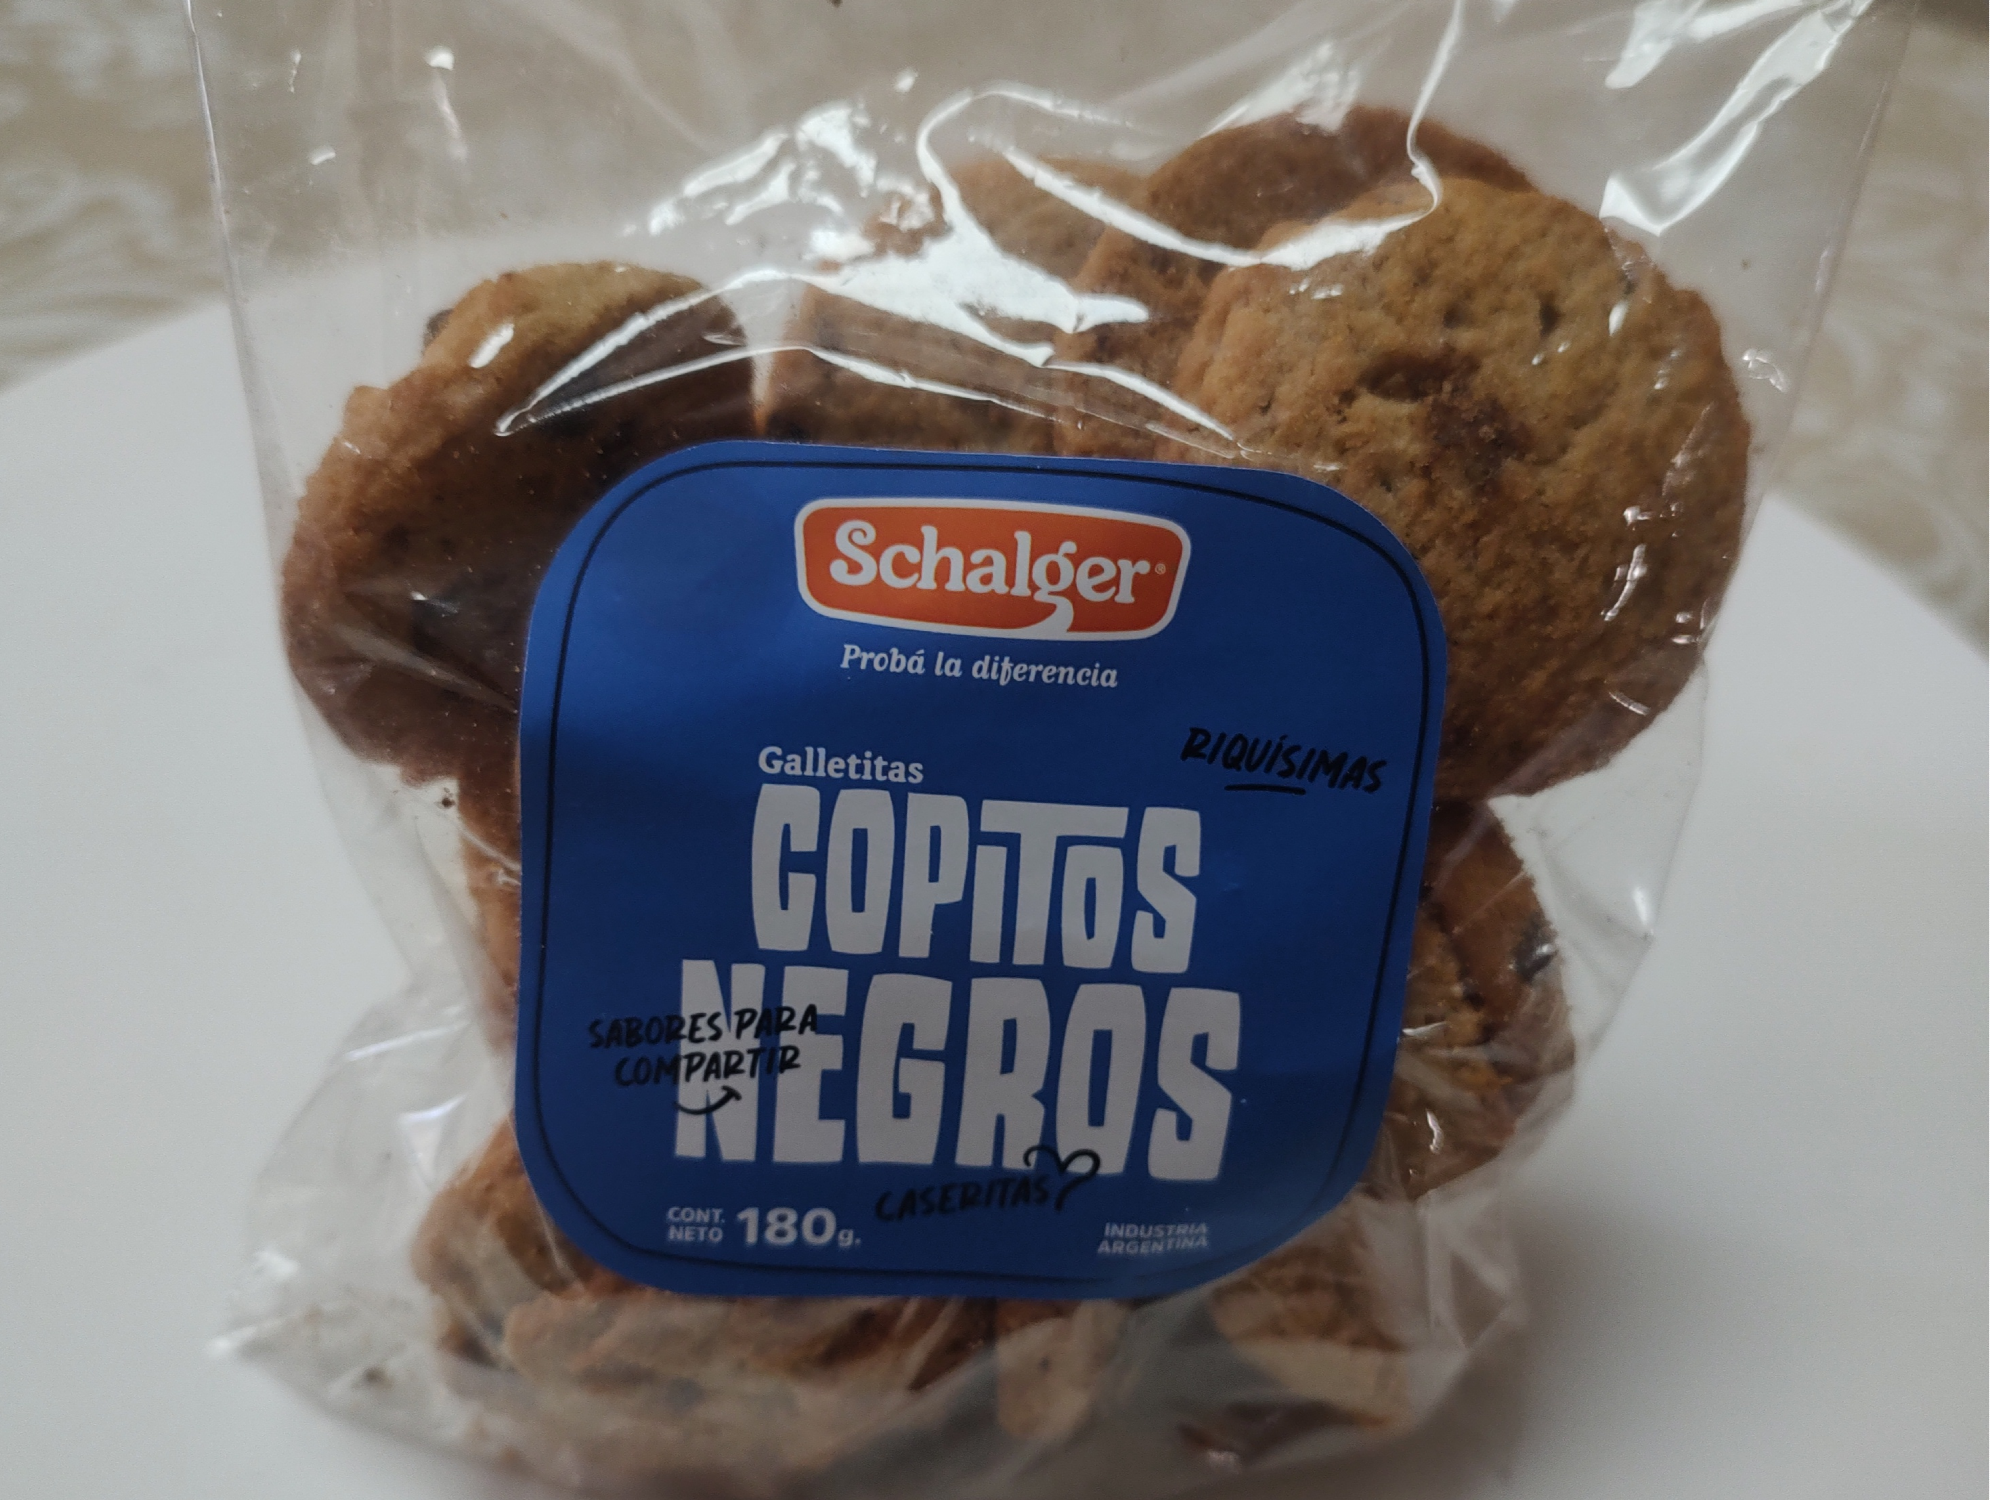 Schalger®
Probá la diferencia
RIQUÍSIMAS
Galletitas
COPITOS
NEGROS
SABORES PARA
COMPARTIR
CASERITAS
CONT.
NETO 180g.
INDUSTRIA
ARGENTINA